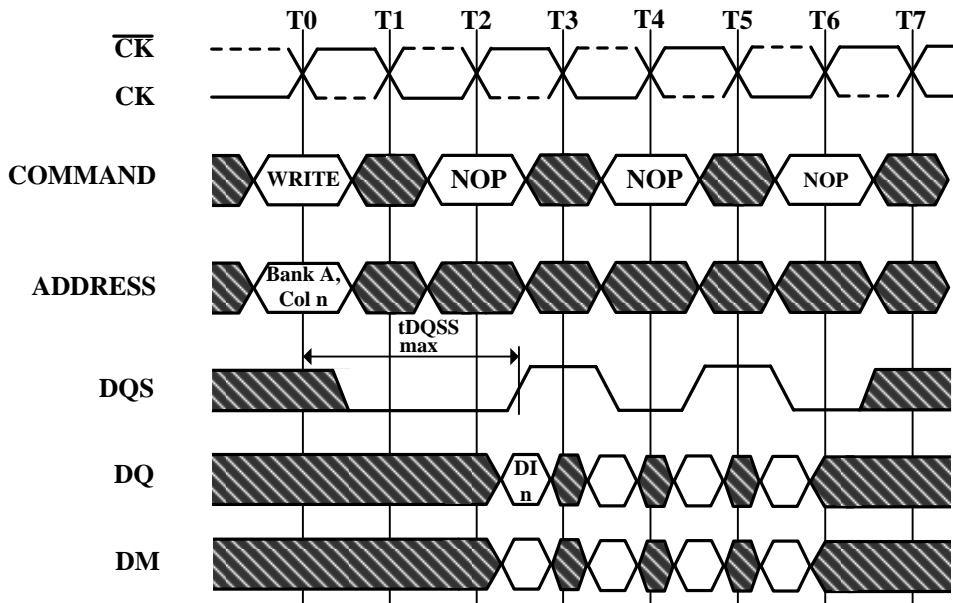 T0 T1 T2 T3 T4 T5 T6 T7
CK
CK
COMMAND
WRITE NOP NOP NOP
ADDRESS
Bank A,
Col n
tDQSS
max
DQS
DQ
DI
n
DM